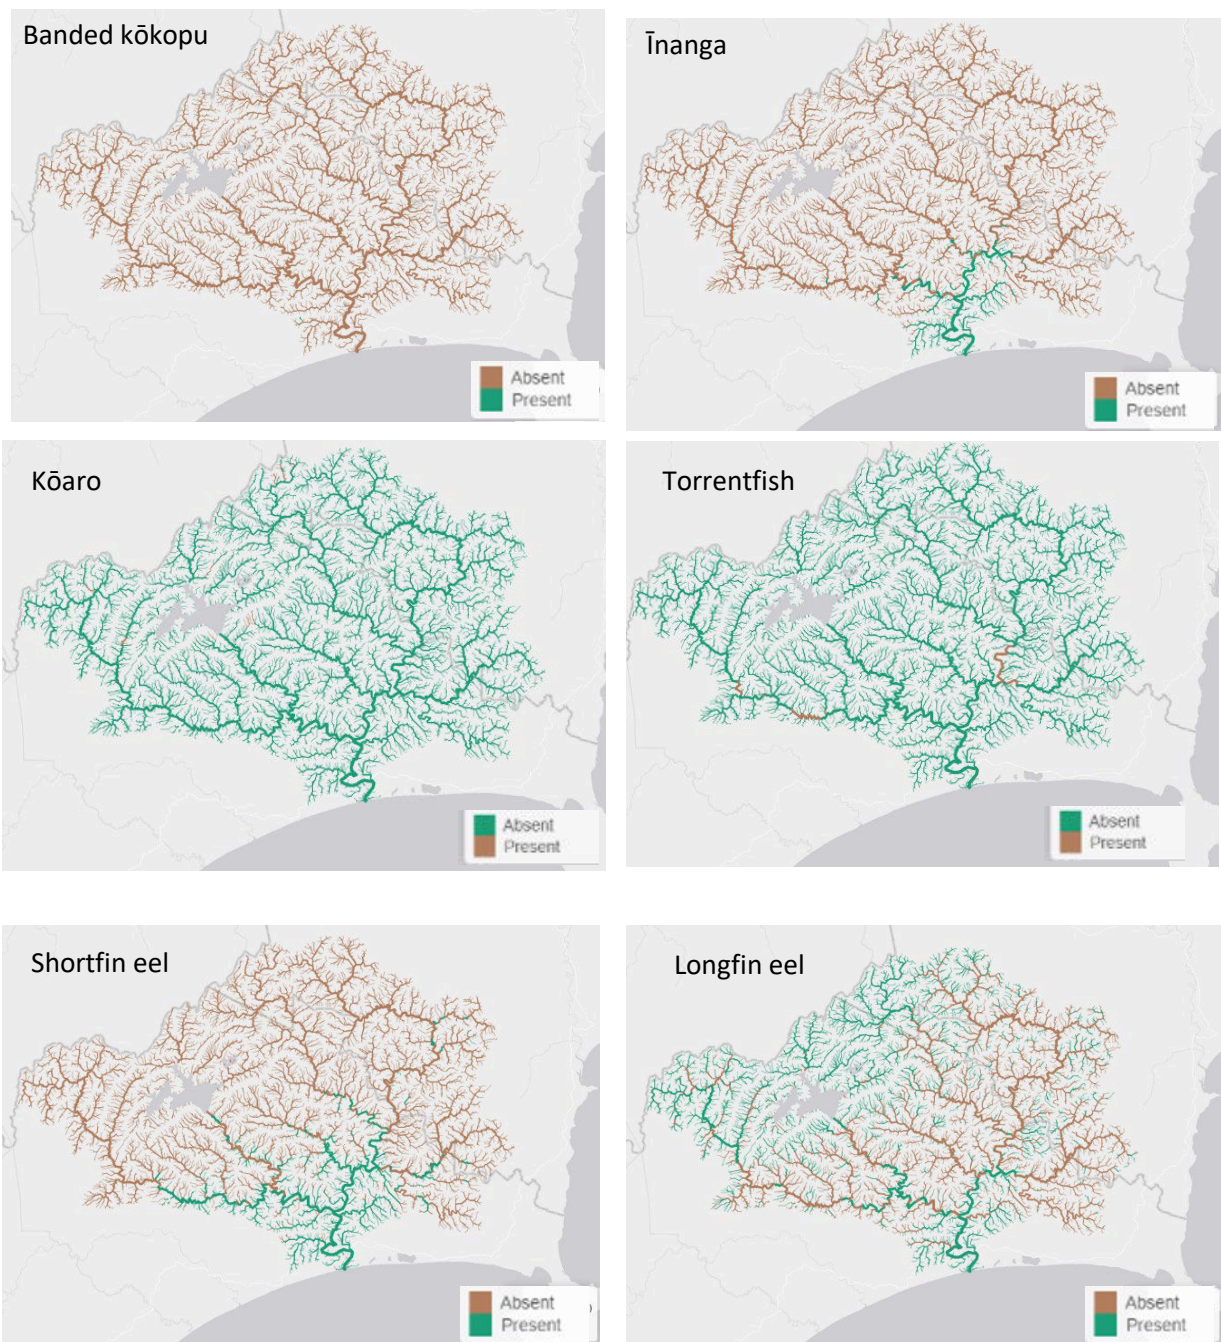 Banded kōkopu
Absent
Present
Īnanga
Absent
Present
Kōaro
Absent
Present
Torrentfish
Absent
Present
Shortfin eel
Absent
Present
Longfin eel
Absent
Present